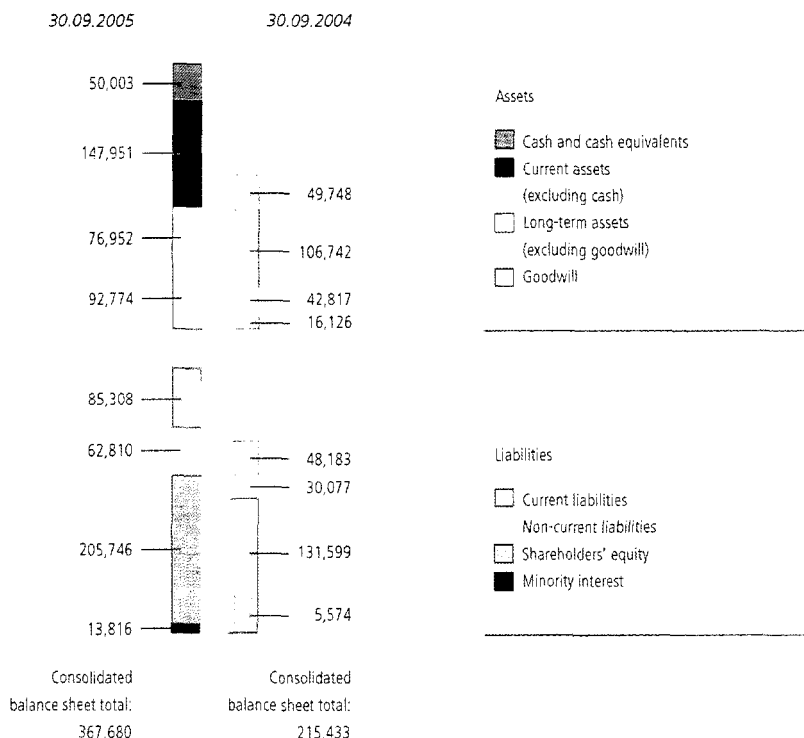 30.09.2005
30.09.2004
50,003
147,951
76,952
92,774
49,748
106,742
42,817
16,126
Assets
Cash and cash equivalents
Current assets
(excluding cash)
Long-term assets
(excluding goodwill)
Goodwill
85,308
62,810
205,746
13,816
48,183
30,077
131,599
5,574
Liabilities
Current liabilities
Non-current liabilities
Shareholders' equity
Minority interest
Consolidated
balance sheet total:
367,680
Consolidated
balance sheet total:
215,433